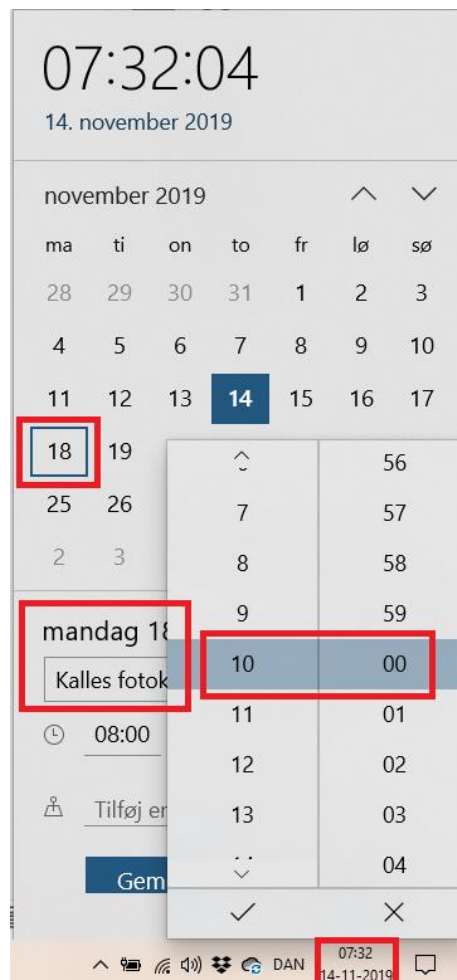 07:32:04
14. november 2019
november 2019
ma ti on to fr lø sø
28 29 30 31 1 2 3
4 5 6 7 8 9 10
11 12 13 14 15 16 17
18 19
25 26
2 3
56
7 57
8 58
9 59
10 00
11 01
12 02
13 03
04
mandag 18
Kalles fotok
08:00
Tilføj en
Gem
DAN
07:32
14-11-2019